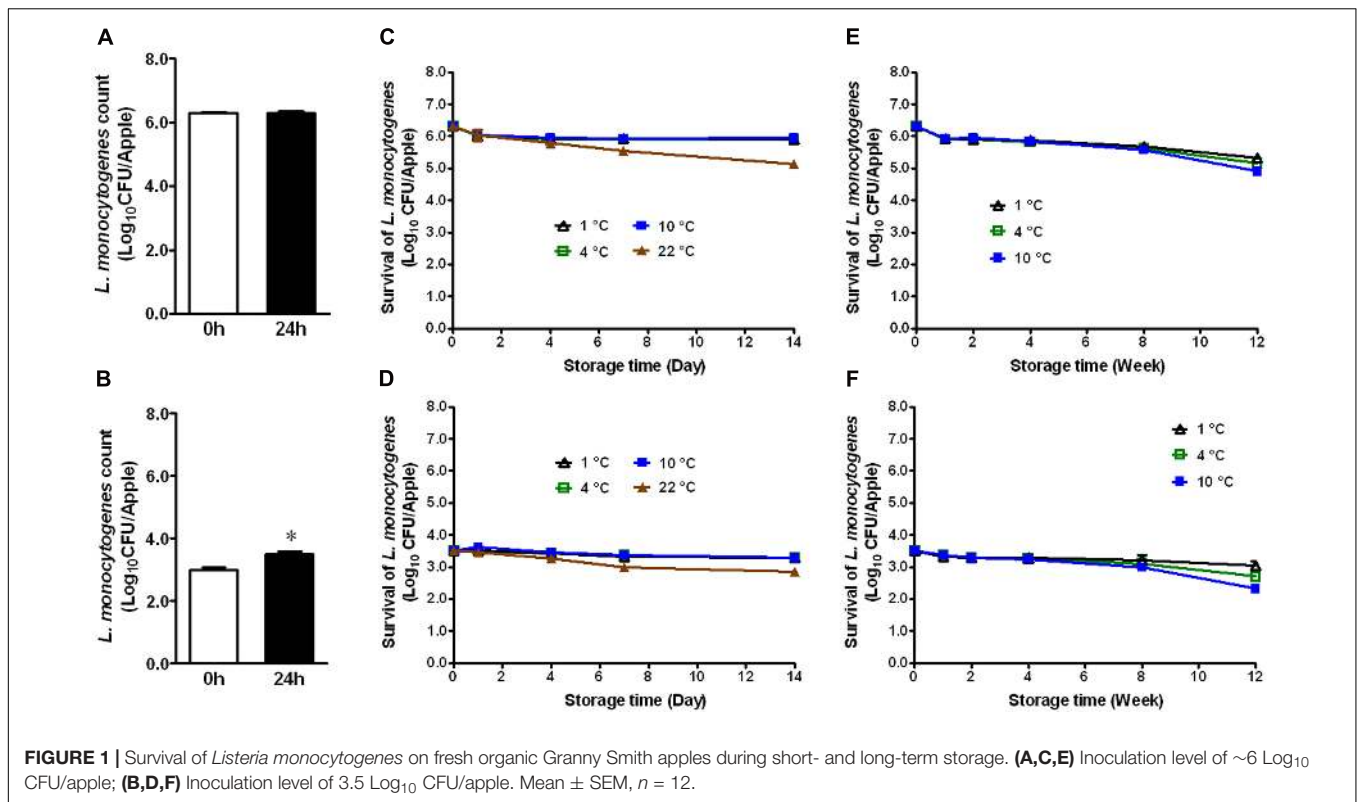 A
L. monocytogenes count
(Log10CFU/Apple)
8.0
6.0
4.0
2.0
0.0
0h
24h
C
Survival of L. monocytogenes
(Log10 CFU/Apple)
8.0
7.0
6.0
5.0
4.0
3.0
2.0
1.0
0.0
1 °C
10 °C
4 °C
22 °C
0
2
4
6
8
10
12
14
Storage time (Day)
E
Survival of L. monocytogenes
(Log10 CFU/Apple)
8.0
7.0
6.0
5.0
4.0
3.0
2.0
1.0
0.0
1 °C
4 °C
10 °C
0
2
4
6
8
10
12
Storage time (Week)
B
L. monocytogenes count
(Log10CFU/Apple)
8.0
6.0
4.0
2.0
0.0
*
0h
24h
D
Survival of L. monocytogenes
(Log10 CFU/Apple)
8.0
7.0
6.0
5.0
4.0
3.0
2.0
1.0
0.0
1 °C
10 °C
4 °C
22 °C
0
2
4
6
8
10
12
14
Storage time (Day)
F
Survival of L. monocytogenes
(Log10 CFU/Apple)
8.0
7.0
6.0
5.0
4.0
3.0
2.0
1.0
0.0
1 °C
4 °C
10 °C
0
2
4
6
8
10
12
Storage time (Week)
FIGURE 1 | Survival of Listeria monocytogenes on fresh organic Granny Smith apples during short- and long-term storage. (A,C,E) Inoculation level of ~6 Log10
CFU/apple; (B,D,F) Inoculation level of 3.5 Log10 CFU/apple. Mean ± SEM, n = 12.